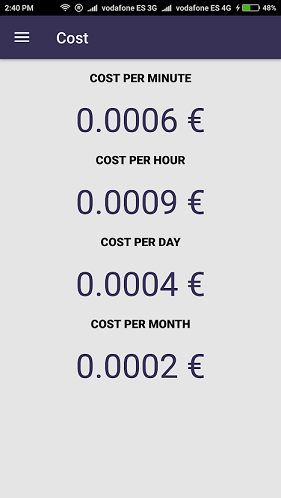 2:40 PM vodafone ES 3G vodafone ES 4G 48%
Cost
COST PER MINUTE
0.0006 €
COST PER HOUR
0.0009 €
COST PER DAY
0.0004 €
COST PER MONTH
0.0002 €